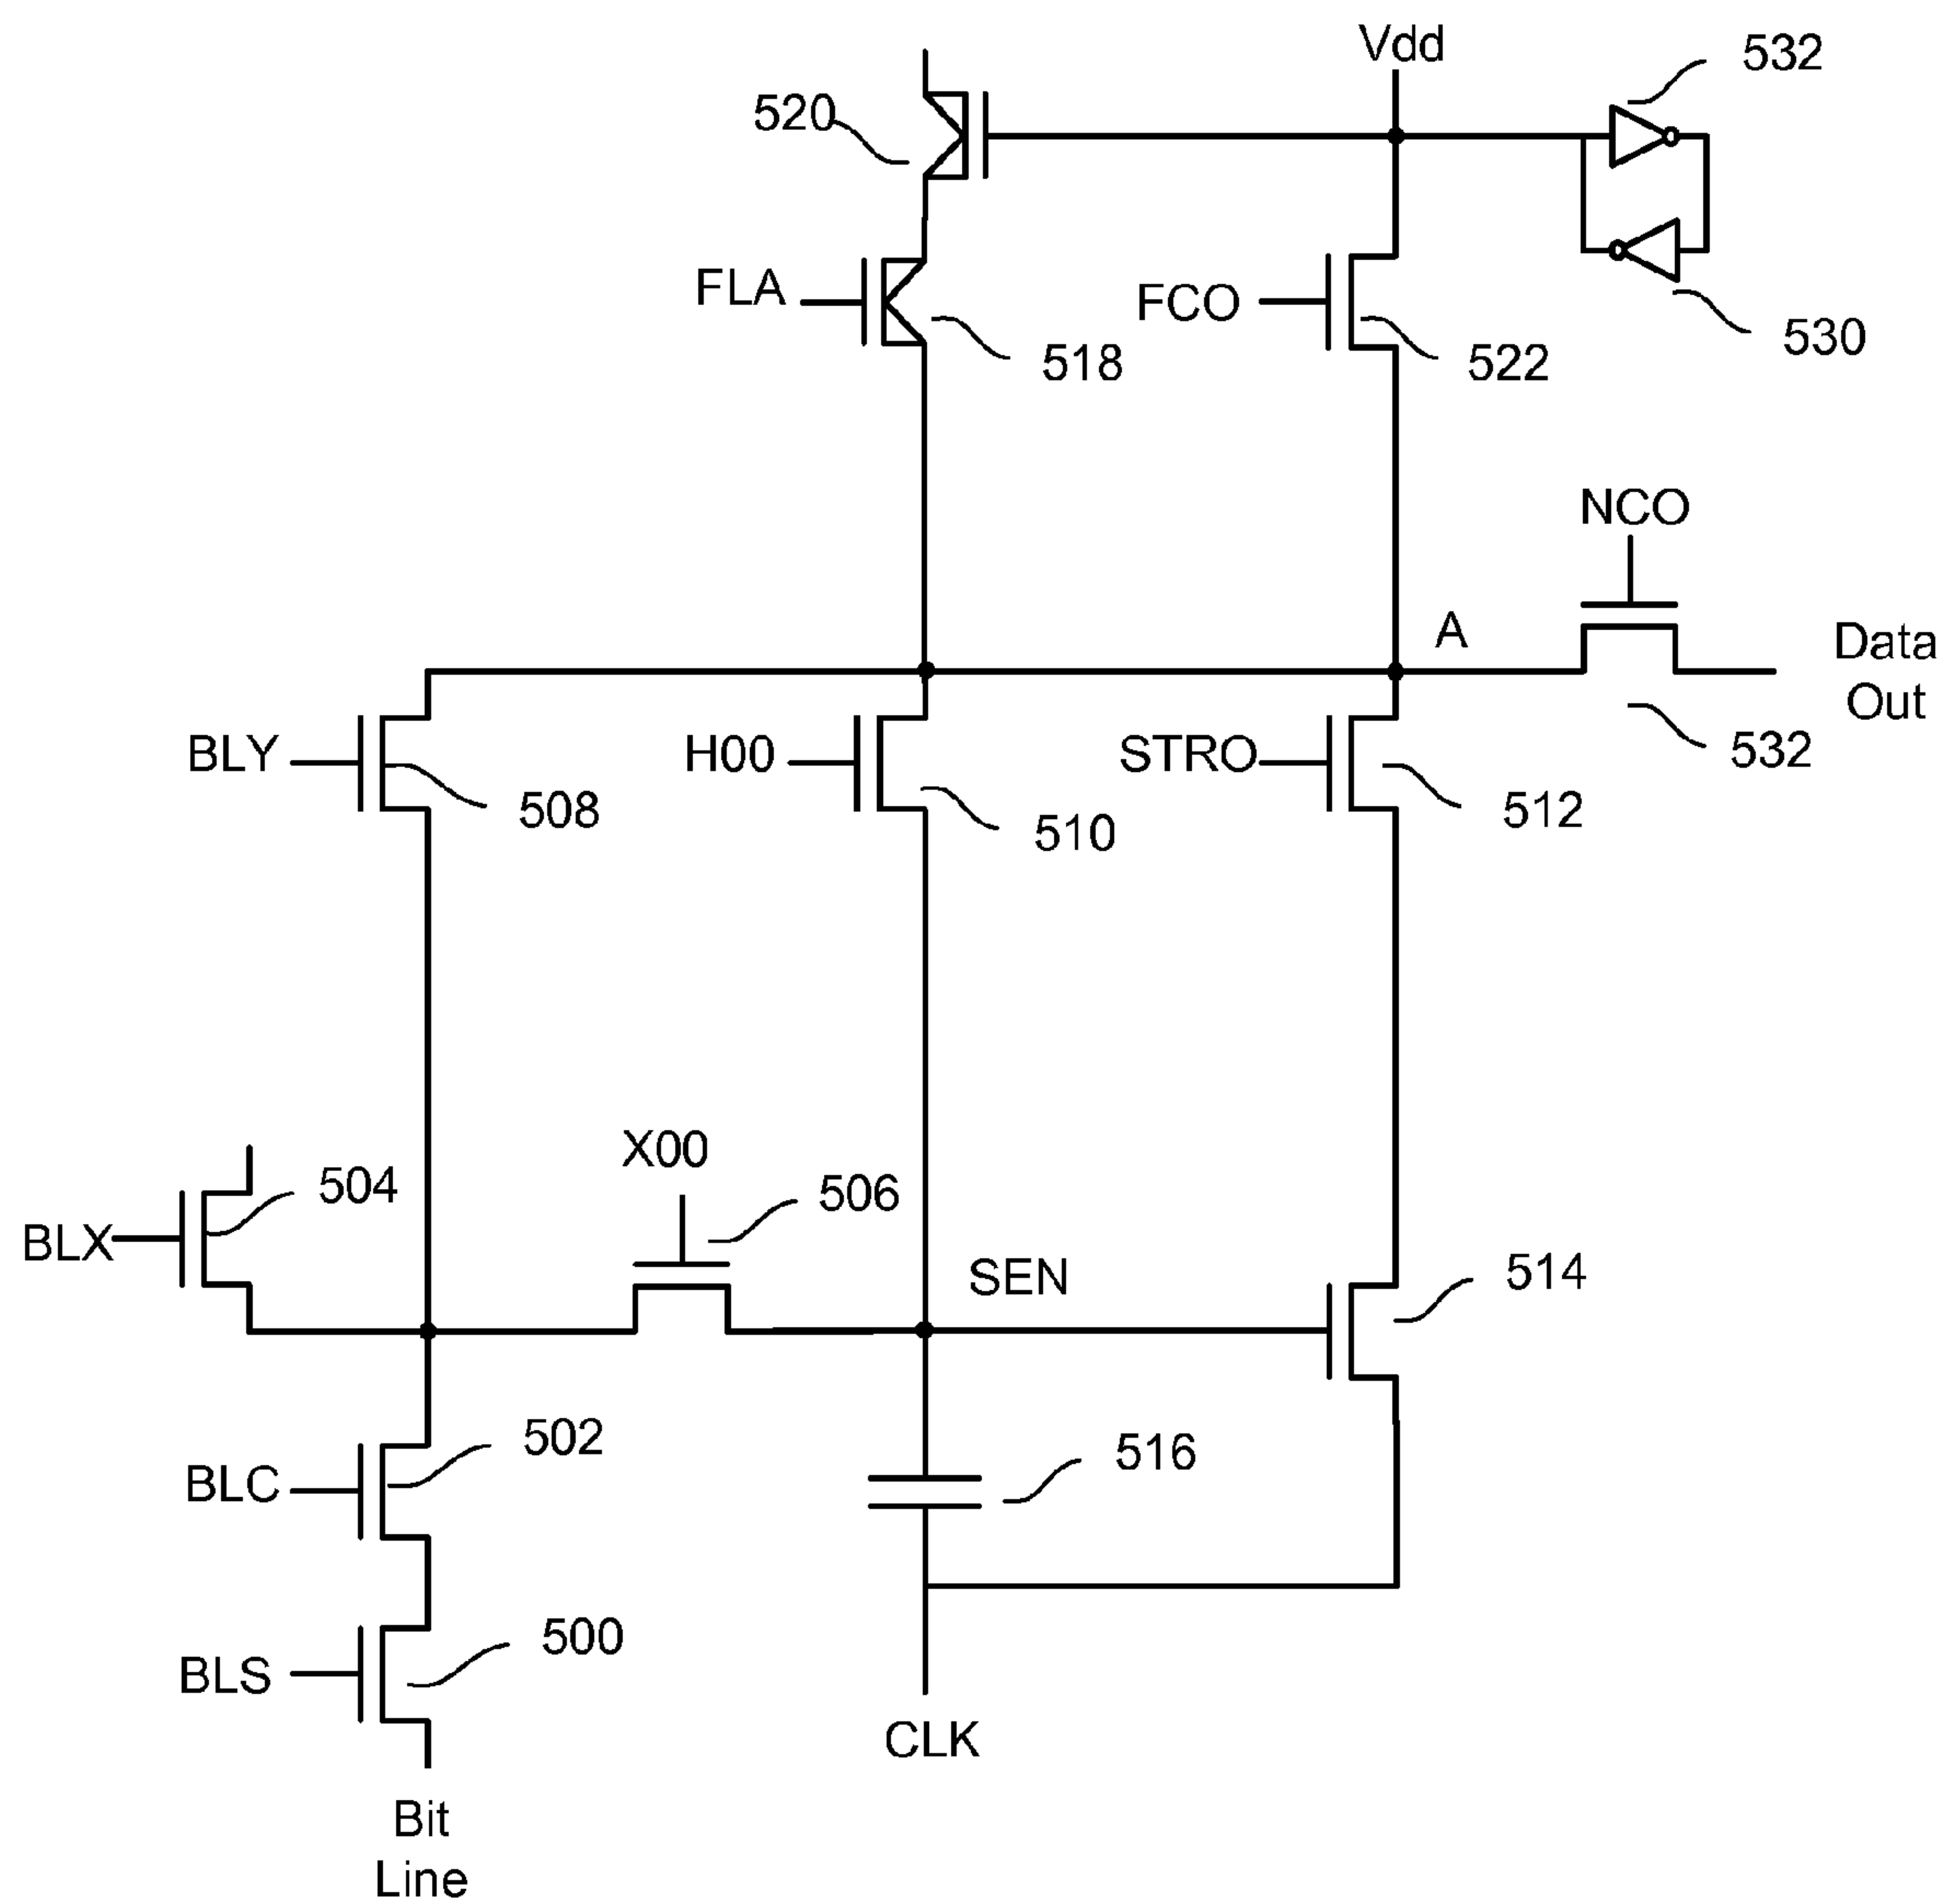 Vdd
532
520
FLA
FCO
530
518
522
NCO
A
Data
Out
BLY
H00
STRO
532
508
510
512
X00
504
506
BLX
SEN
514
502
516
BLC
500
BLS
CLK
Bit
Line